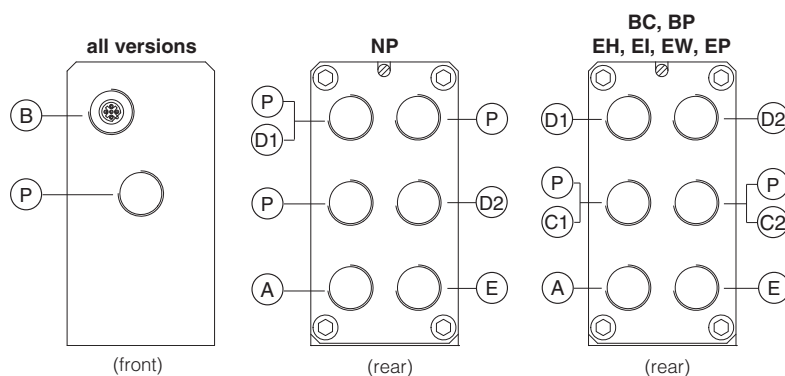 all versions
B
P
(front)
NP
P
D1
P
P
D2
A
E
(rear)
BC, BP
EH, EI, EW, EP
D1
D2
P
C1
P
C2
A
E
(rear)